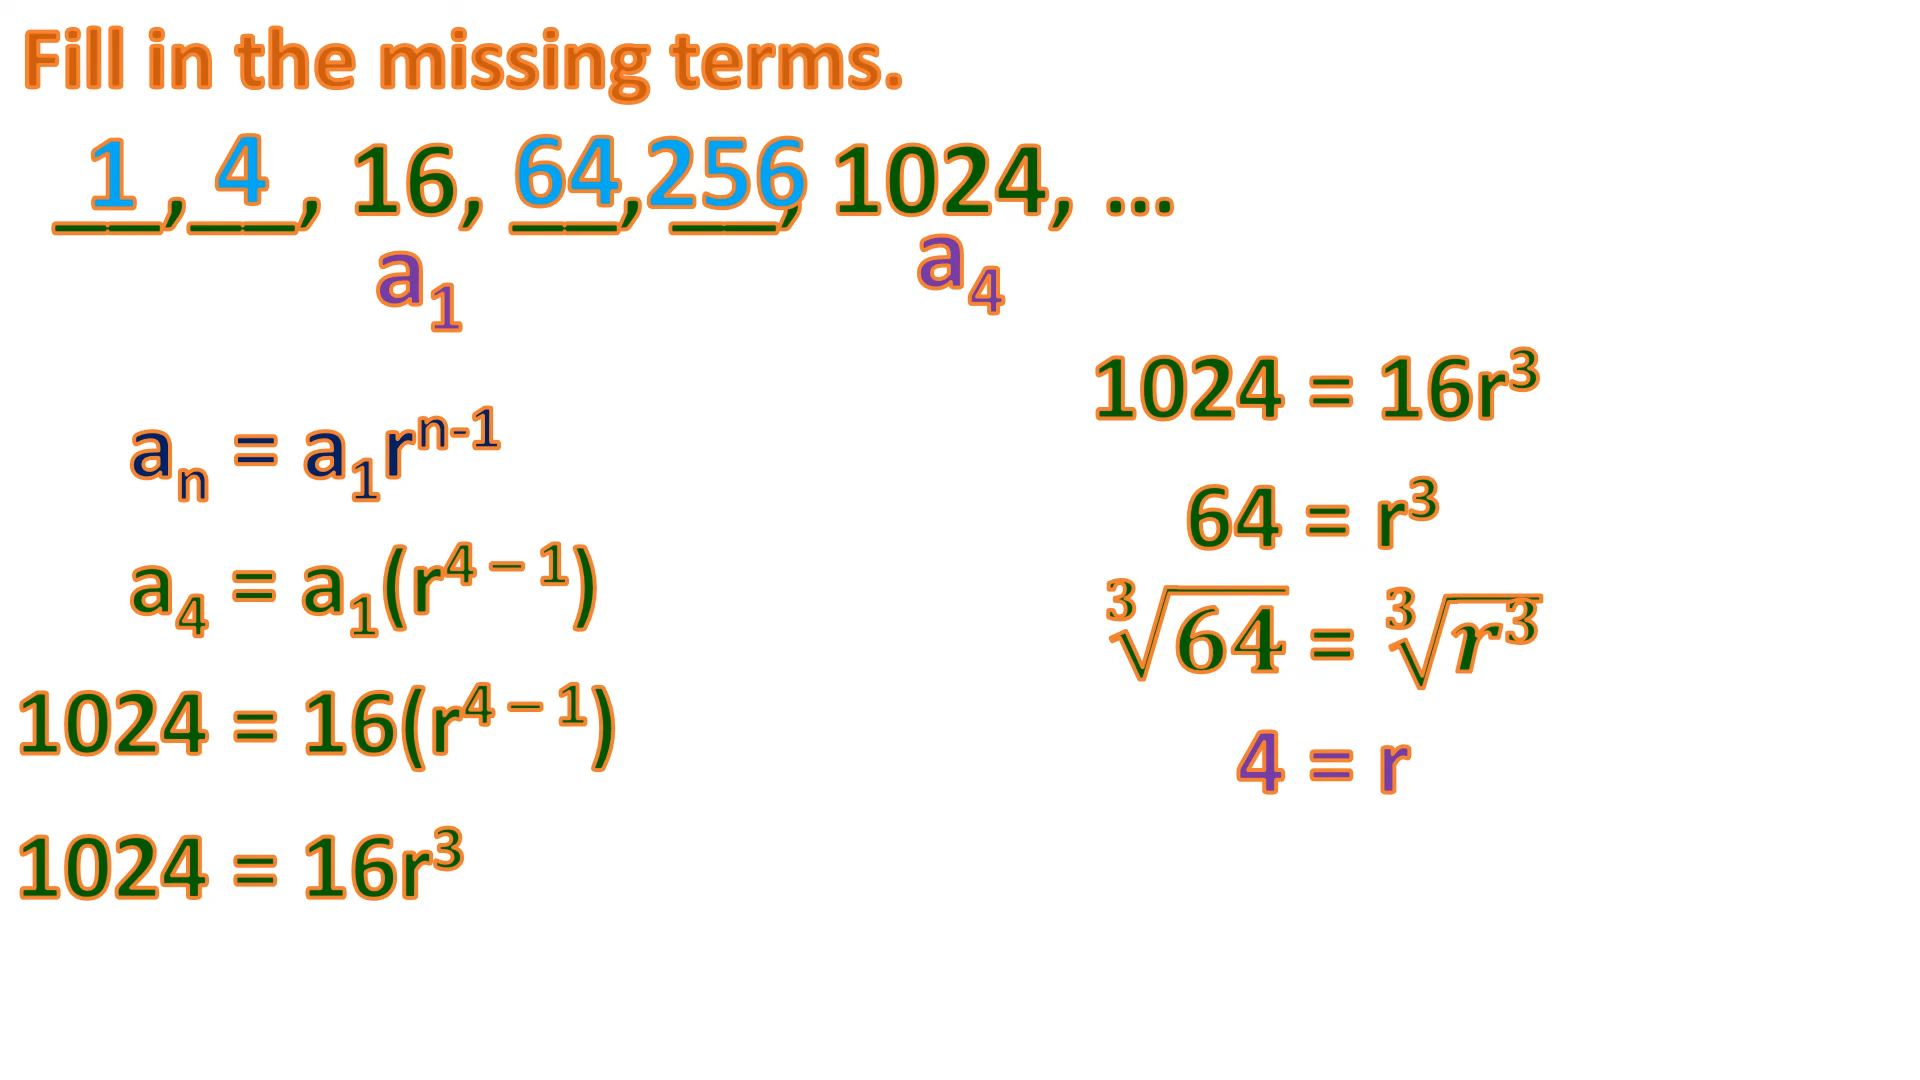 Fill in the missing terms.
1, 4, 16, 64, 256, 1024, ...
a₁ a₄
aₙ = a₁rⁿ⁻¹
a₄ = a₁(r⁴ ⁻ ¹)
1024 = 16(r⁴ ⁻ ¹)
1024 = 16r³
1024 = 16r³
64 = r³
∛64 = ∛r³
4 = r